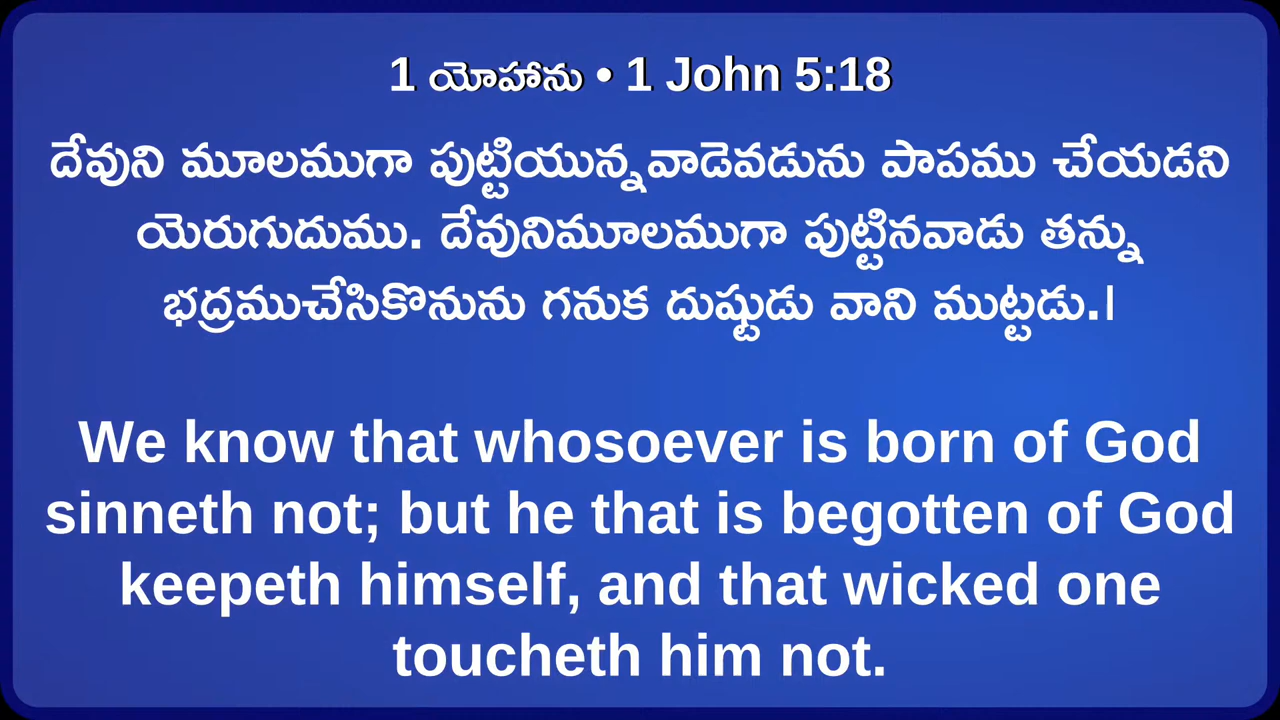 1 యోహాను • 1 John 5:18
దేవుని మూలముగా పుట్టియున్నవాడెవడును పాపము చేయడని
యెరుగుదుము. దేవునిమూలముగా పుట్టినవాడు తన్ను
భద్రముచేసికొనును గనుక దుష్టుడు వాని ముట్టడు.|
We know that whosoever is born of God
sinneth not; but he that is begotten of God
keepeth himself, and that wicked one
toucheth him not.